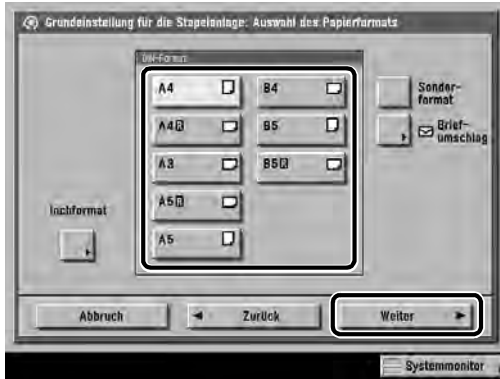 Grundeinstellung für die Stapelanlage: Auswahl des Papierformats
DIN-Format
A4
B4
A4R
B5
A3
B5R
A5R
A5
Sonder-
format
Brief-
umschlag
Inchformat
Abbruch
Zurück
Weiter
Systemmonitor